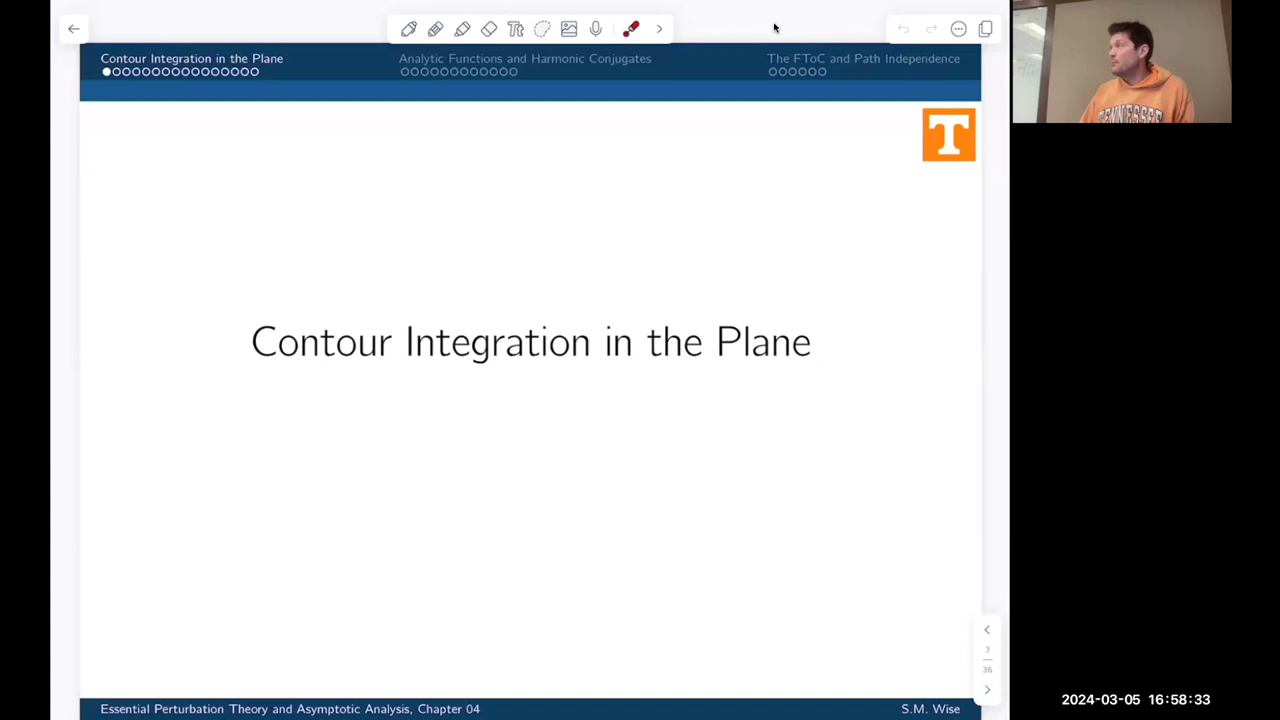 Contour Integration in the Plane
Analytic Functions and Harmonic Conjugates
The FToC and Path Independence
T
TENNESSEE
Contour Integration in the Plane
3
36
Essential Perturbation Theory and Asymptotic Analysis, Chapter 04
S.M. Wise
2024-03-05 16:58:33